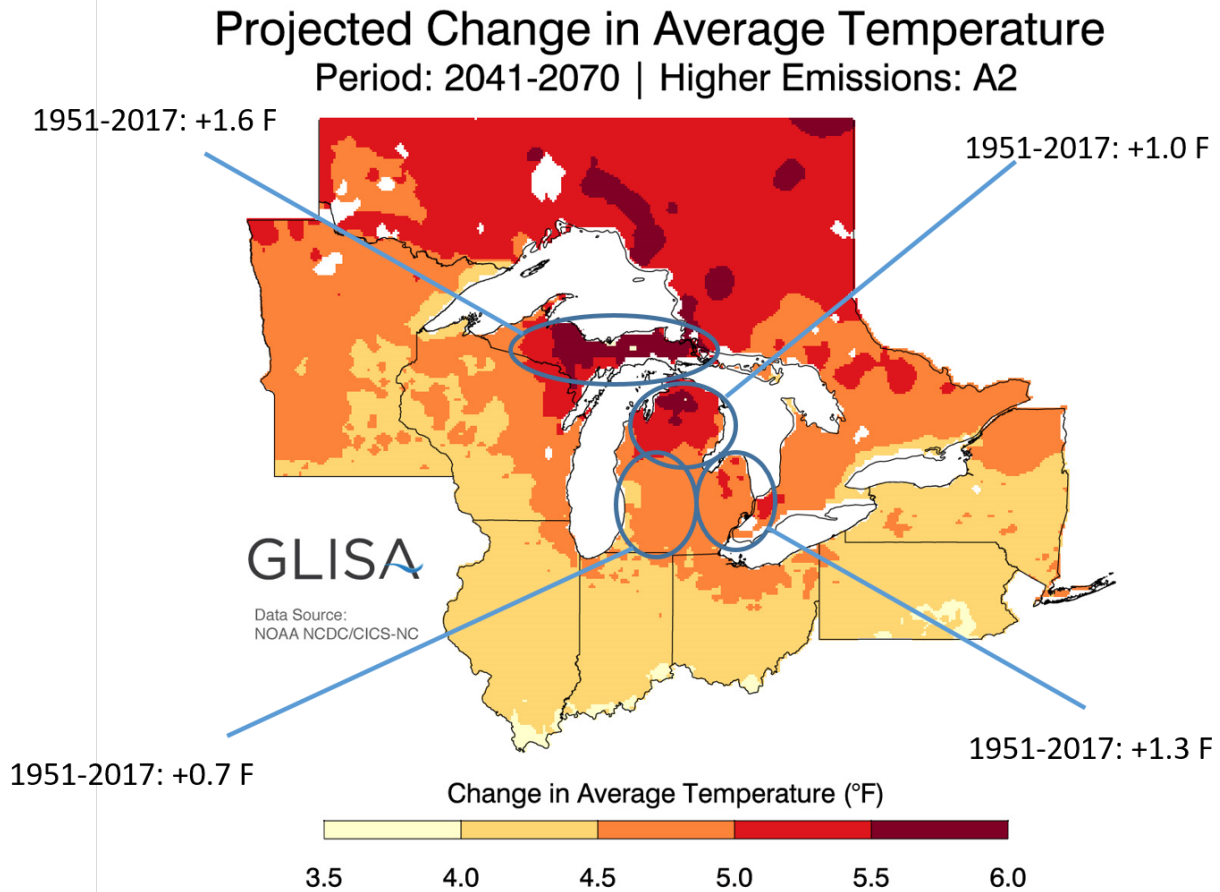 Projected Change in Average Temperature
Period: 2041-2070 | Higher Emissions: A2
1951-2017: +1.6 F
1951-2017: +1.0 F
GLISA
Data Source:
NOAA NCDC/CICS-NC
1951-2017: +0.7 F
1951-2017: +1.3 F
Change in Average Temperature (°F)
3.5 4.0 4.5 5.0 5.5 6.0